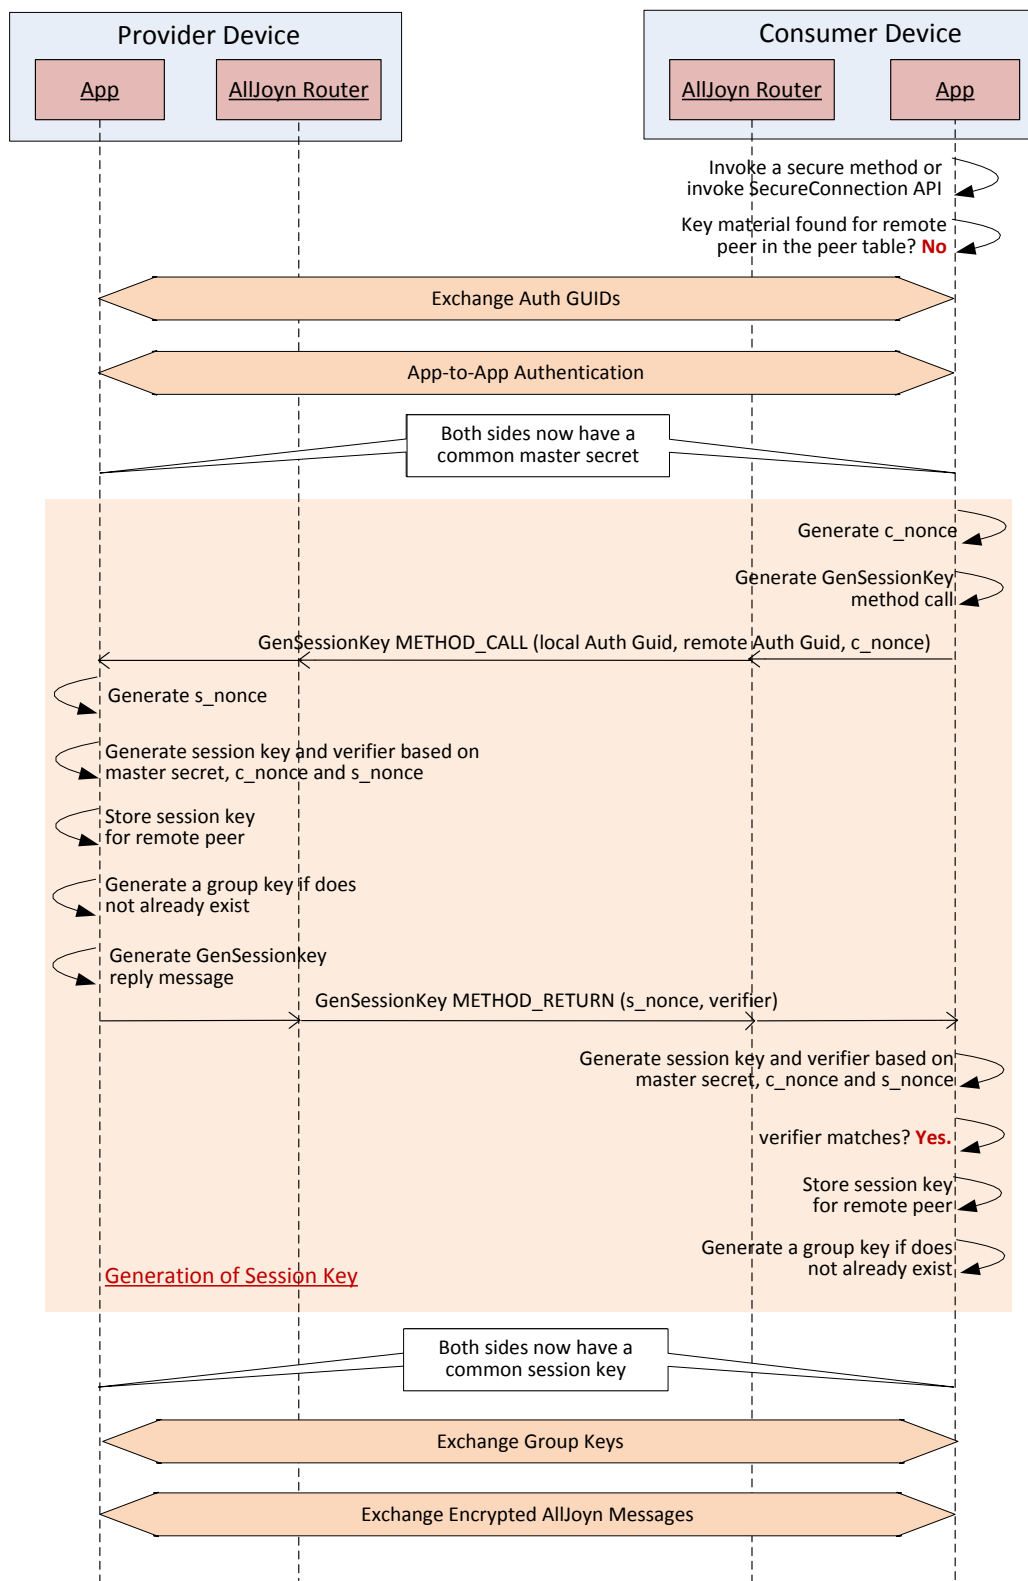 Provider Device
Consumer Device
App
AllJoyn Router
AllJoyn Router
App
Invoke a secure method or
invoke SecureConnection API
Key material found for remote
peer in the peer table? No
Exchange Auth GUIDs
App-to-App Authentication
Both sides now have a
common master secret
Generate c_nonce
Generate GenSessionKey
method call
GenSessionKey METHOD_CALL (local Auth Guid, remote Auth Guid, c_nonce)
Generate s_nonce
Generate session key and verifier based on
master secret, c_nonce and s_nonce
Store session key
for remote peer
Generate a group key if does
not already exist
Generate GenSessionkey
reply message
GenSessionKey METHOD_RETURN (s_nonce, verifier)
Generate session key and verifier based on
master secret, c_nonce and s_nonce
verifier matches? Yes.
Store session key
for remote peer
Generate a group key if does
not already exist
Generation of Session Key
Both sides now have a
common session key
Exchange Group Keys
Exchange Encrypted AllJoyn Messages